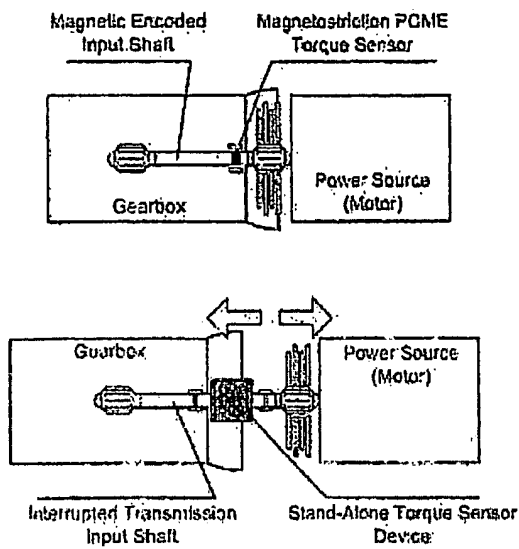 Magnetic Encoded
Input Shaft
Magnetostriction PCME
Torque Sensor
Gearbox
Power Source
(Motor)
Gearbox
Power Source
(Motor)
Interrupted Transmission
Input Shaft
Stand-Alone Torque Sensor
Device